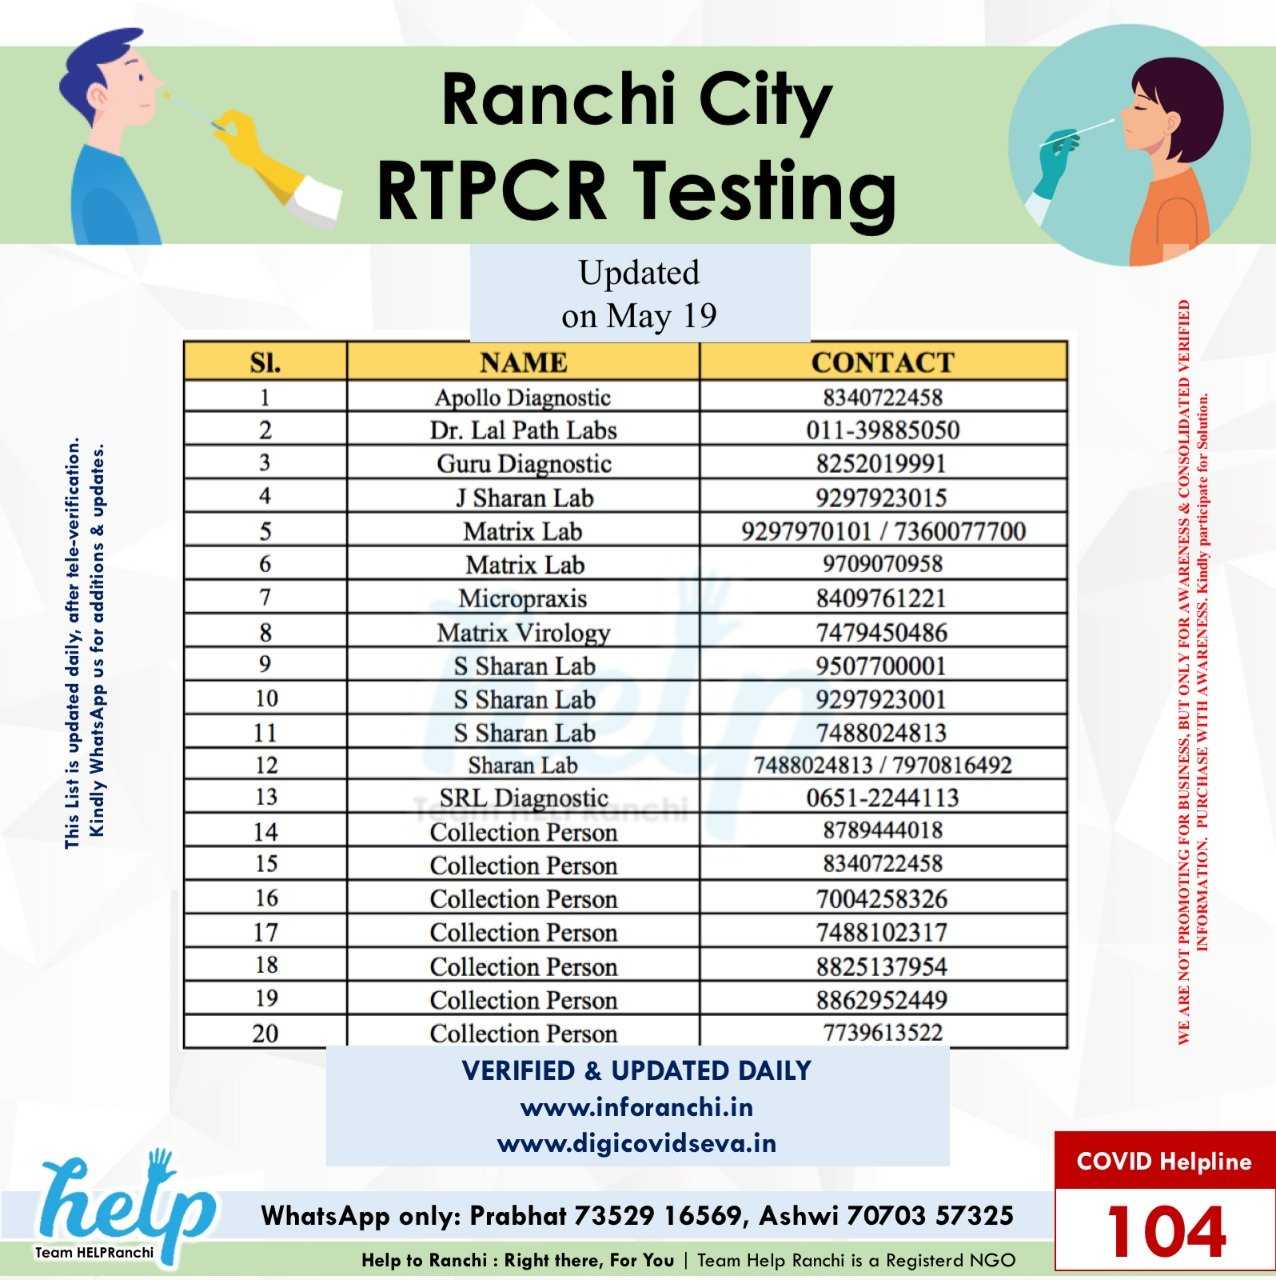 Ranchi City
RTPCR Testing
Updated
on May 19
Sl. NAME CONTACT
1 Apollo Diagnostic 8340722458
2 Dr. Lal Path Labs 011-39885050
3 Guru Diagnostic 8252019991
4 J Sharan Lab 9297923015
5 Matrix Lab 9297970101 / 7360077700
6 Matrix Lab 9709070958
7 Micropraxis 8409761221
8 Matrix Virology 7479450486
9 S Sharan Lab 9507700001
10 S Sharan Lab 9297923001
11 S Sharan Lab 7488024813
12 Sharan Lab 7488024813 / 7970816492
13 SRL Diagnostic 0651-2244113
14 Collection Person 8789444018
15 Collection Person 8340722458
16 Collection Person 7004258326
17 Collection Person 7488102317
18 Collection Person 8825137954
19 Collection Person 8862952449
20 Collection Person 7739613522
help
Team HELPRanchi
This List is updated daily, after tele-verification.
Kindly WhatsApp us for additions & updates.
WE ARE NOT PROMOTING FOR BUSINESS, BUT ONLY FOR AWARENESS & CONSOLIDATED VERIFIED
INFORMATION. PURCHASE WITH AWARENESS. Kindly participate for Solution.
VERIFIED & UPDATED DAILY
www.inforanchi.in
www.digicovidseva.in
COVID Helpline
104
help
Team HELPRanchi
WhatsApp only: Prabhat 73529 16569, Ashwi 70703 57325
Help to Ranchi : Right there, For You | Team Help Ranchi is a Registerd NGO